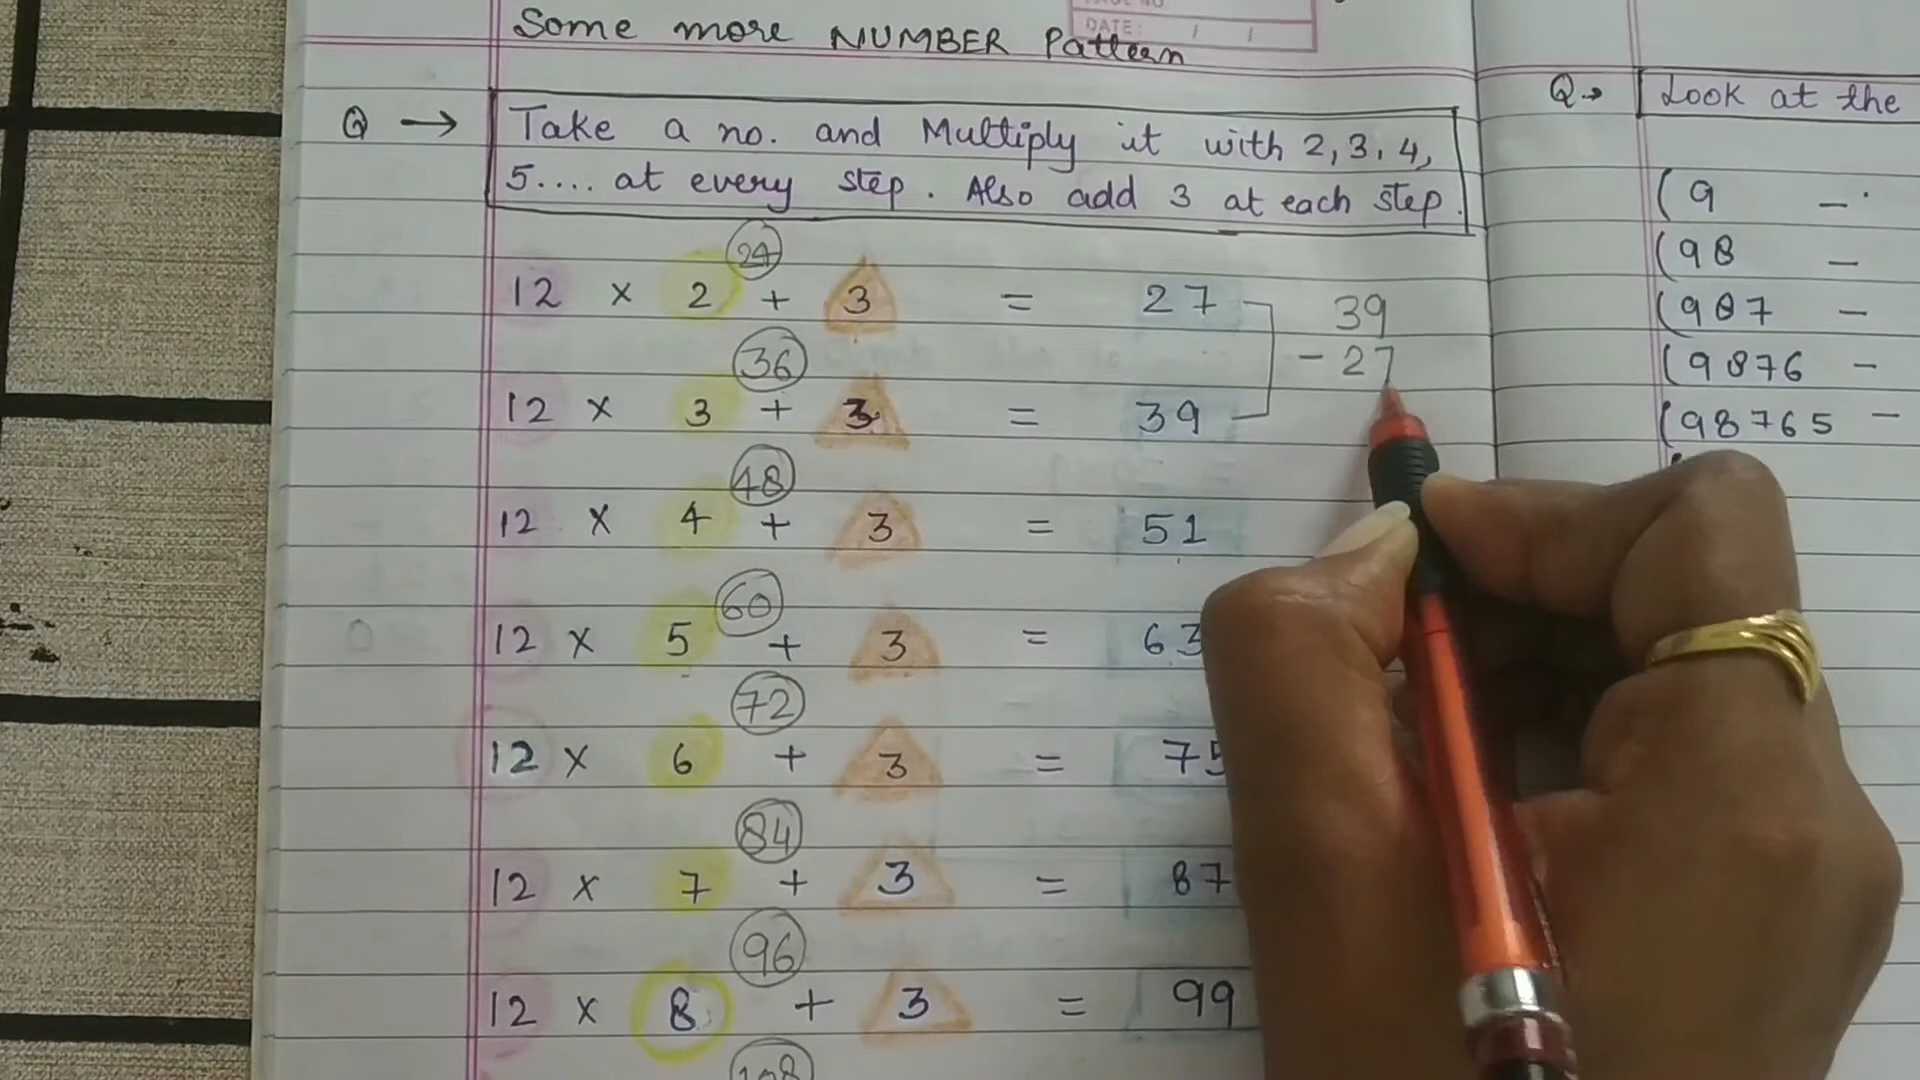 Some more NUMBER Pattern
DATE: / /
Q → Take a no. and Multiply it with 2, 3, 4,
5.... at every step. Also add 3 at each step.
24
12 × 2 + 3 = 27
36
12 × 3 + 3 = 39
48
12 × 4 + 3 = 51
60
12 × 5 + 3 = 63
72
12 × 6 + 3 = 75
84
12 × 7 + 3 = 87
96
12 × 8 + 3 = 99
108
39
- 27
Q → Look at the
(9 -
(98 -
(987 -
(9876 -
(98765 -